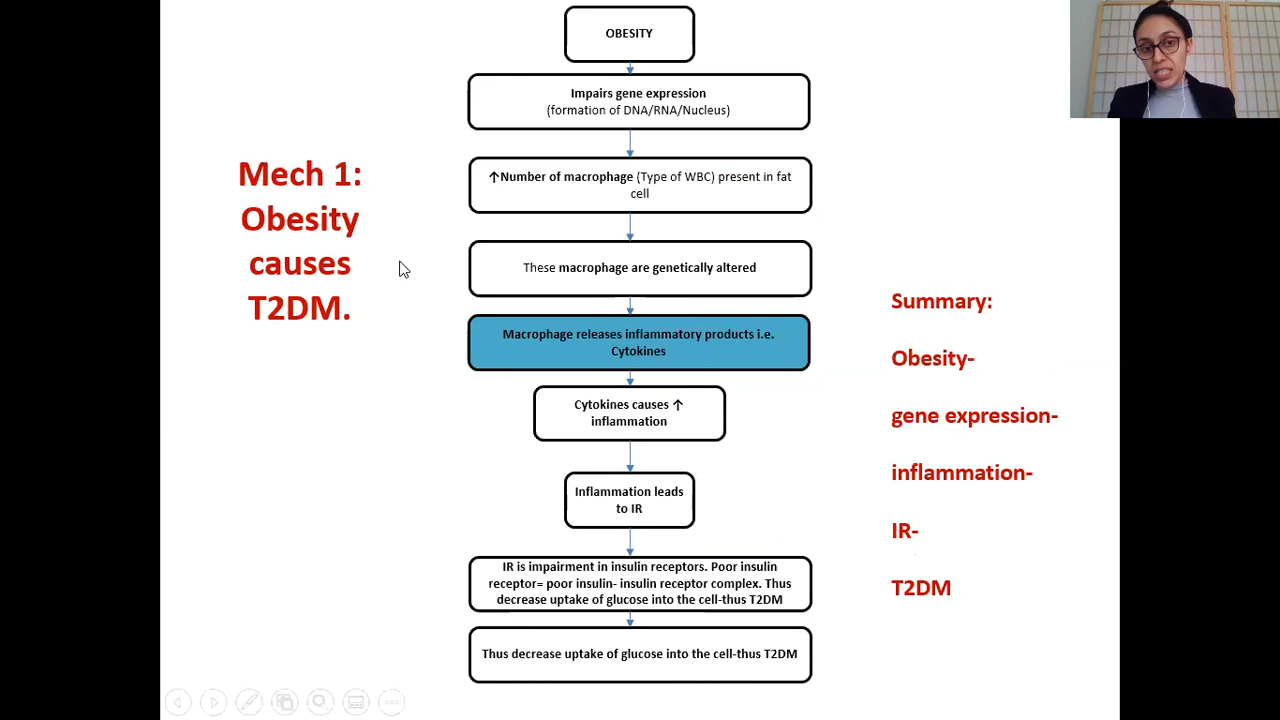 OBESITY
Impairs gene expression
(formation of DNA/RNA/Nucleus)
↑Number of macrophage (Type of WBC) present in fat
cell
These macrophage are genetically altered
Macrophage releases inflammatory products i.e.
Cytokines
Cytokines causes ↑
inflammation
Inflammation leads
to IR
IR is impairment in insulin receptors. Poor insulin
receptor= poor insulin- insulin receptor complex. Thus
decrease uptake of glucose into the cell-thus T2DM
Thus decrease uptake of glucose into the cell-thus T2DM
Mech 1:
Obesity
causes
T2DM.
Summary:
Obesity-
gene expression-
inflammation-
IR-
T2DM